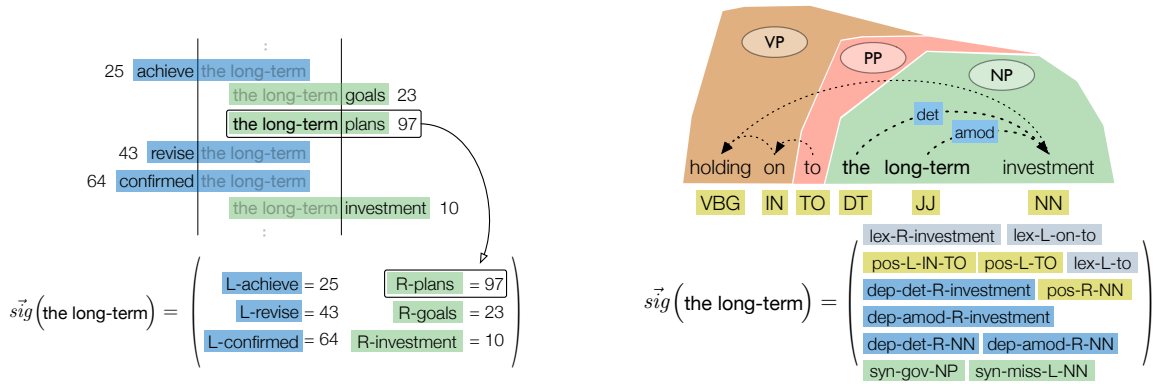 25 achieve the long-term
the long-term goals 23
the long-term plans 97
43 revise the long-term
64 confirmed the long-term
the long-term investment 10
sig(the long-term) =
L-achieve = 25 R-plans = 97
L-revise = 43 R-goals = 23
L-confirmed = 64 R-investment = 10
VP
PP
NP
det
amod
holding on to the long-term investment
VBG IN TO DT JJ NN
sig(the long-term) =
lex-R-investment lex-L-on-to
pos-L-IN-TO pos-L-TO lex-L-to
dep-det-R-investment pos-R-NN
dep-amod-R-investment
dep-det-R-NN dep-amod-R-NN
syn-gov-NP syn-miss-L-NN